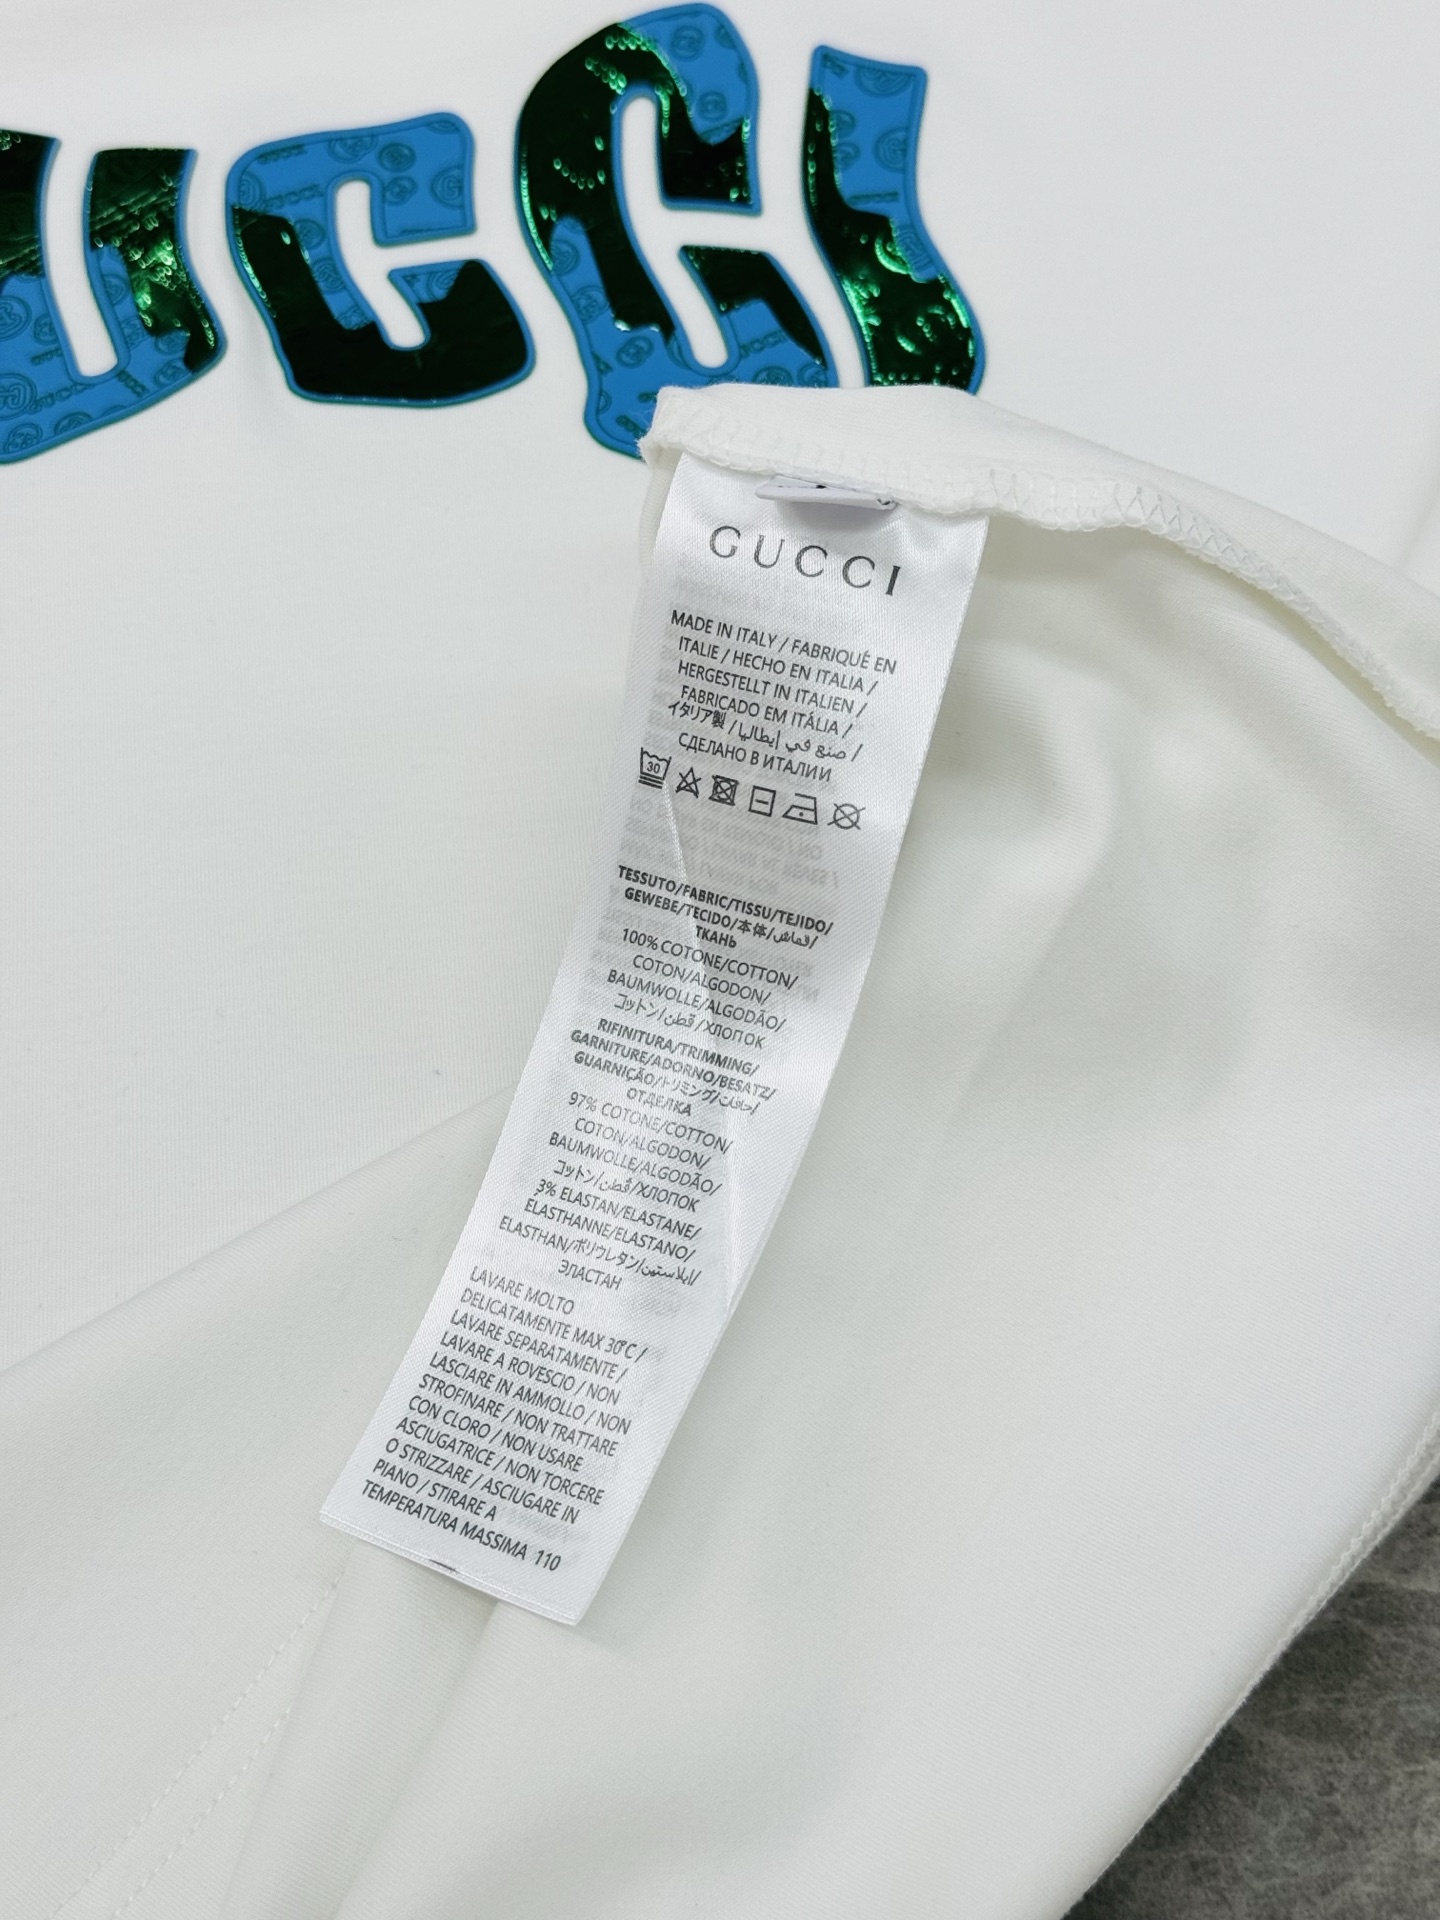 UCCI
GUCCI
MADE IN ITALY / FABRIQUÉ EN
ITALIE / HECHO EN ITALIA /
HERGESTELLT IN ITALIEN /
FABRICADO EM ITÁLIA /
イタリア製 / صنع في إيطاليا /
СДЕЛАНО В ИТАЛИИ
30
TESSUTO/FABRIC/TISSU/TEJIDO/
GEWEBE/TECIDO/本体/قماش/
ТКАНЬ
100% COTONE/COTTON/
COTON/ALGODON/
BAUMWOLLE/ALGODÃO/
コットン/قطن/ХЛОПОК
RIFINITURA/TRIMMING/
GARNITURE/ADORNO/BESATZ/
GUARNIÇÃO/トリミング/حافات/
ОТДЕЛКА
97% COTONE/COTTON/
COTON/ALGODON/
BAUMWOLLE/ALGODÃO/
コットン/قطن/ХЛОПОК
3% ELASTAN/ELASTANE/
ELASTHANNE/ELASTANO/
ELASTHAN/ポリウレタン/إيلاستين/
ЭЛАСТАН
LAVARE MOLTO
DELICATAMENTE MAX 30°C /
LAVARE SEPARATAMENTE /
LAVARE A ROVESCIO / NON
LASCIARE IN AMMOLLO / NON
STROFINARE / NON TRATTARE
CON CLORO / NON USARE
ASCIUGATRICE / NON TORCERE
O STRIZZARE / ASCIUGARE IN
PIANO / STIRARE A
TEMPERATURA MASSIMA 110